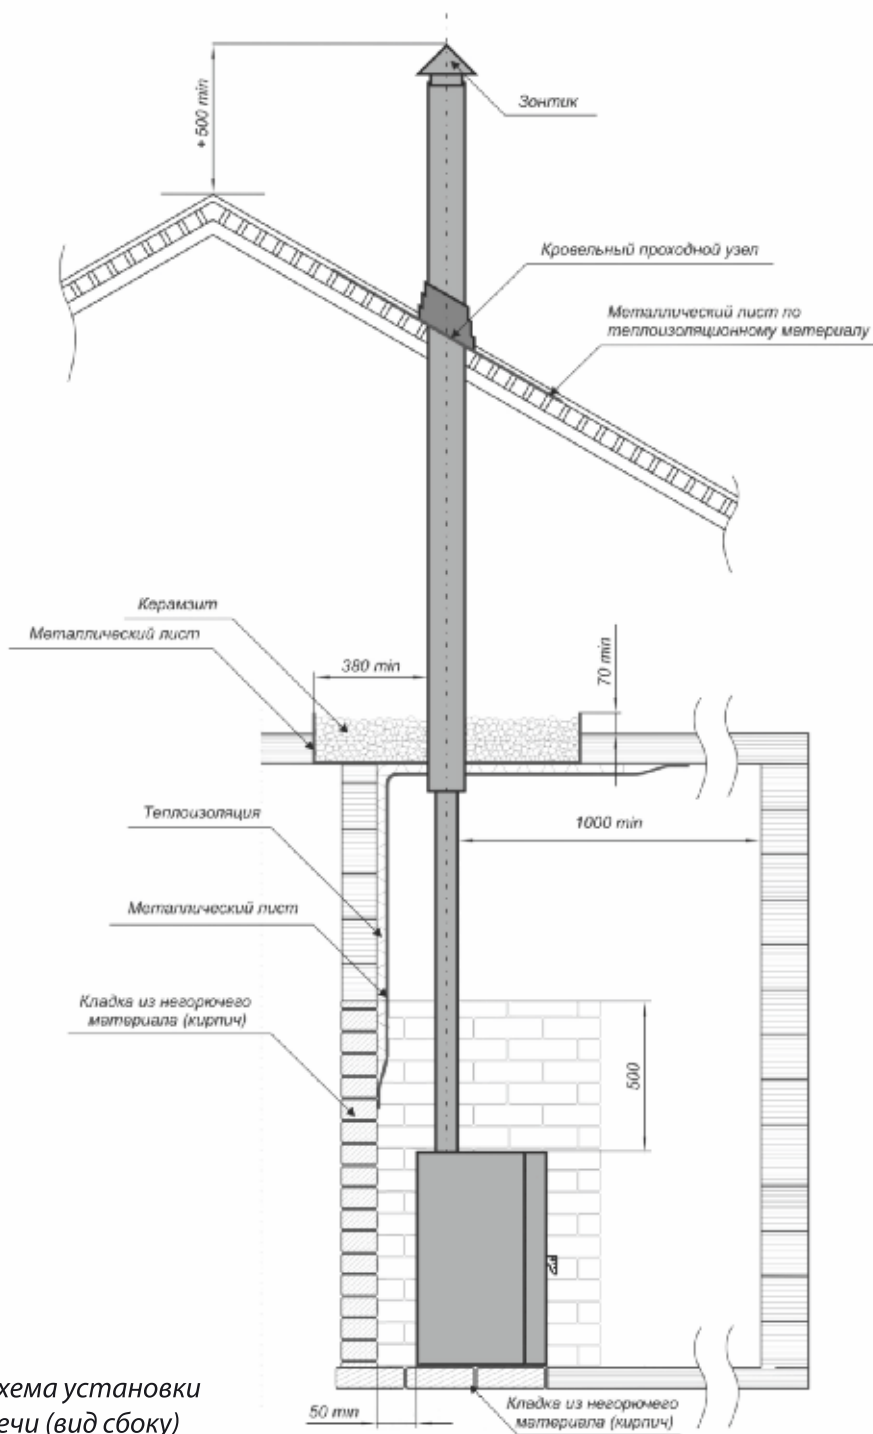 +500 min
Зонтик
Кровельный проходной узел
Металлический лист по
теплоизоляционному материалу
Керамзит
Металлический лист
380 min
70 min
Теплоизоляция
1000 min
Металлический лист
Кладка из негорючего
материала (кирпич)
500
хема установки
ечи (вид сбоку)
50 min
Кладка из негорючего
материала (кирпич)